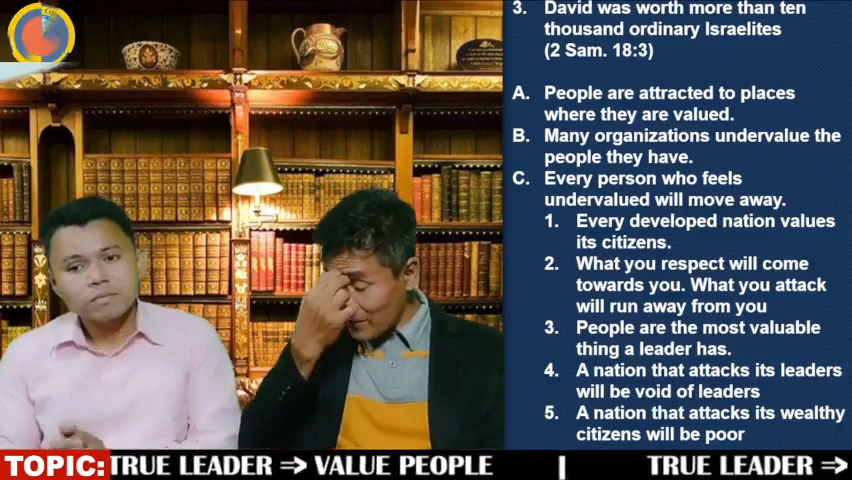 3. David was worth more than ten
thousand ordinary Israelites
(2 Sam. 18:3)
A. People are attracted to places
where they are valued.
B. Many organizations undervalue the
people they have.
C. Every person who feels
undervalued will move away.
1. Every developed nation values
its citizens.
2. What you respect will come
towards you. What you attack
will run away from you
3. People are the most valuable
thing a leader has.
4. A nation that attacks its leaders
will be void of leaders
5. A nation that attacks its wealthy
citizens will be poor
TOPIC: TRUE LEADER ⇒ VALUE PEOPLE | TRUE LEADER ⇒